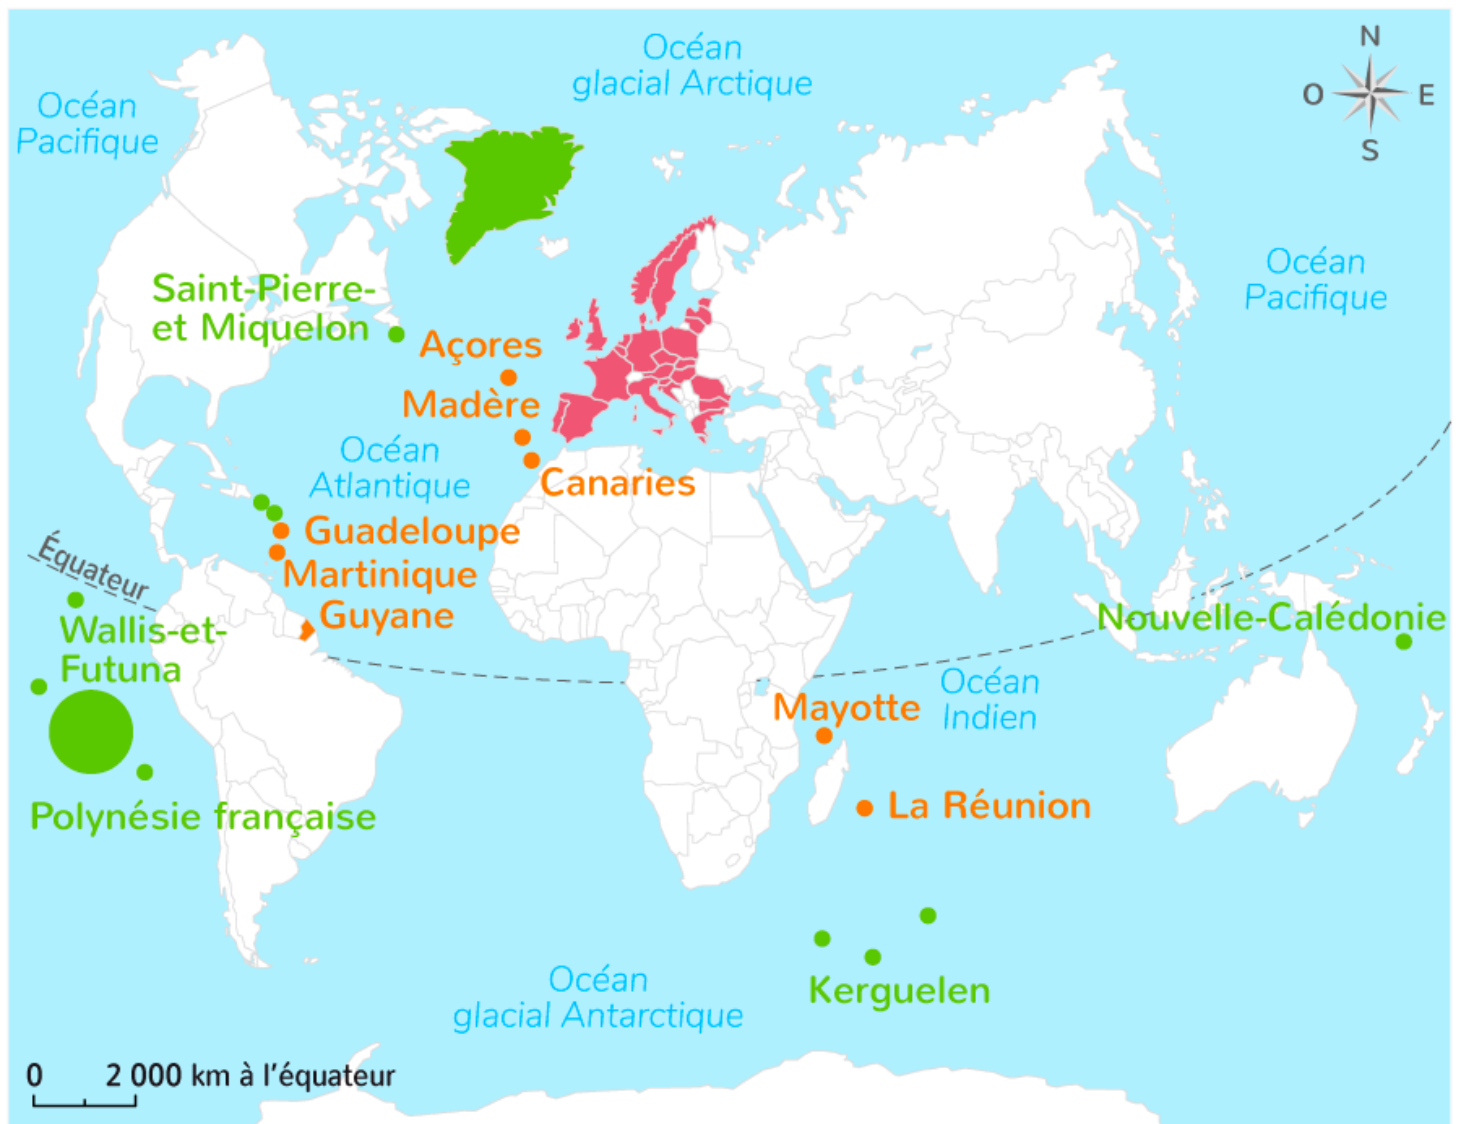 Océan
glacial Arctique
N
O
E
S
Océan
Pacifique
Océan
Pacifique
Saint-Pierre-
et Miquelon
Açores
Madère
Océan
Atlantique
Canaries
Guadeloupe
Martinique
Guyane
Équateur
Wallis-et-
Futuna
Nouvelle-Calédonie
Océan
Indien
Mayotte
La Réunion
Polynésie française
Kerguelen
Océan
glacial Antarctique
0 2 000 km à l'équateur